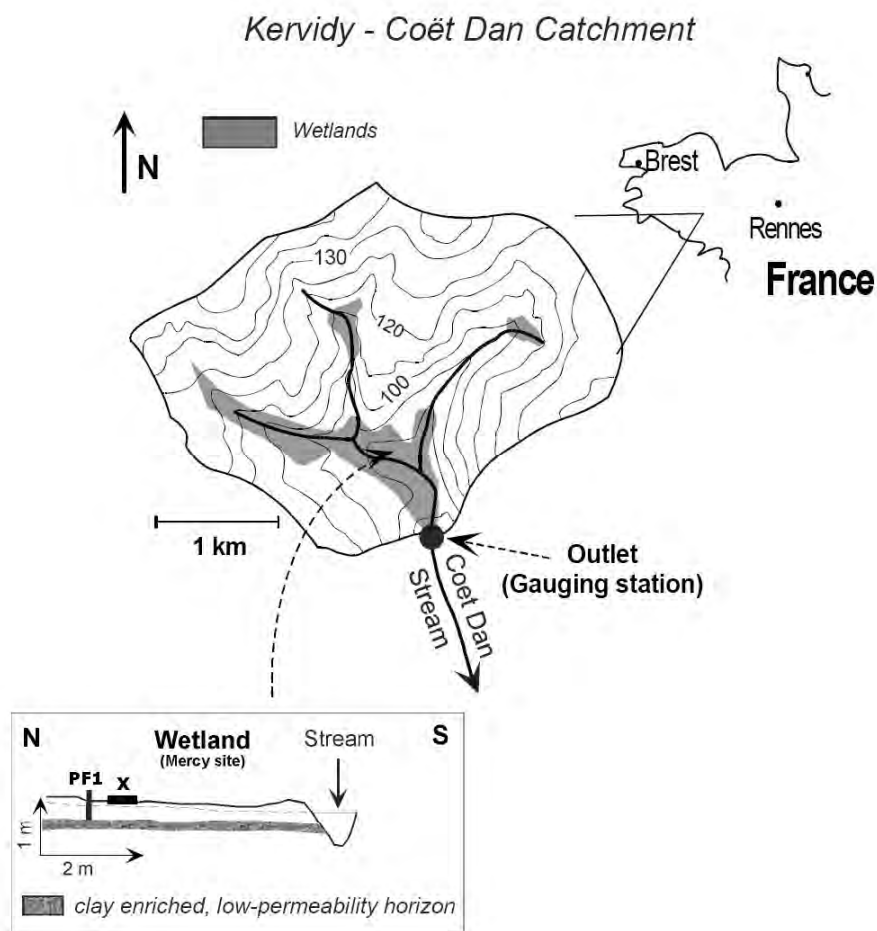 Kervidy - Coët Dan Catchment
N
Wetlands
Brest
Rennes
France
130
120
100
1 km
Outlet
(Gauging station)
Coet Dan
Stream
N
Wetland
(Mercy site)
Stream
S
PF1
X
1 m
2 m
clay enriched, low-permeability horizon